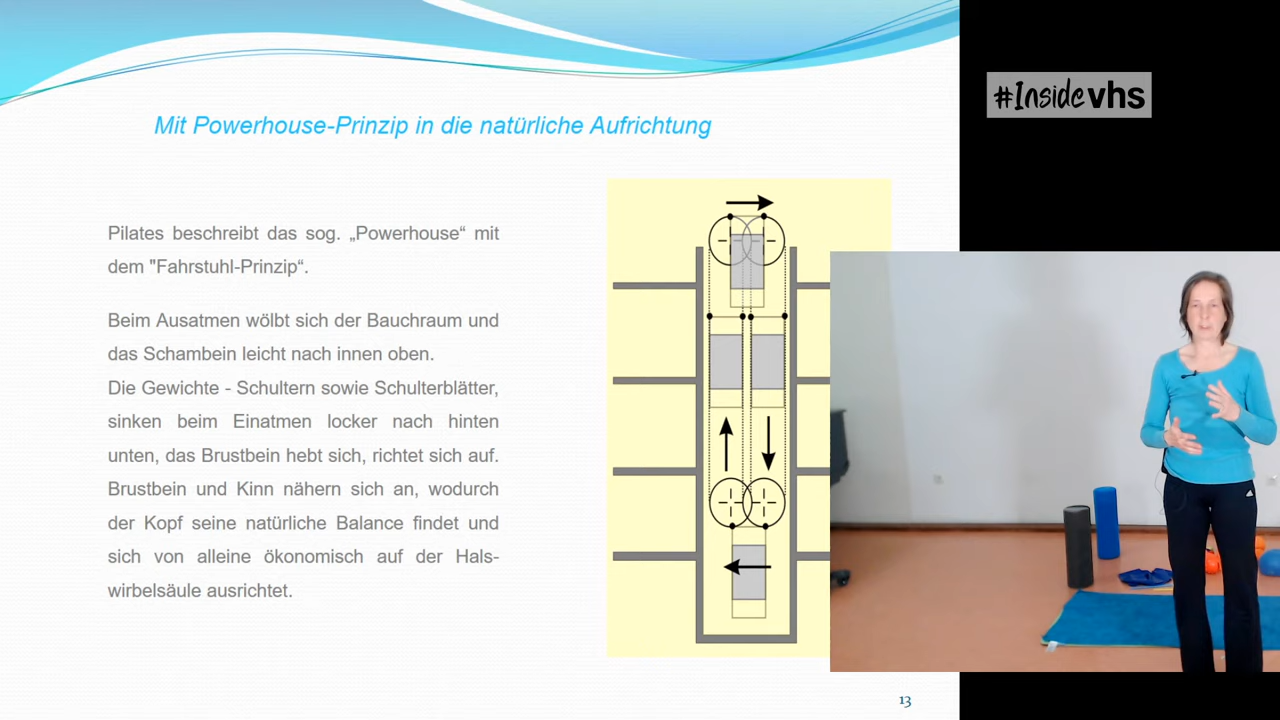 #Insidevhs
Mit Powerhouse-Prinzip in die natürliche Aufrichtung
Pilates beschreibt das sog. „Powerhouse“ mit
dem "Fahrstuhl-Prinzip“.
Beim Ausatmen wölbt sich der Bauchraum und
das Schambein leicht nach innen oben.
Die Gewichte - Schultern sowie Schulterblätter,
sinken beim Einatmen locker nach hinten
unten, das Brustbein hebt sich, richtet sich auf.
Brustbein und Kinn nähern sich an, wodurch
der Kopf seine natürliche Balance findet und
sich von alleine ökonomisch auf der Hals-
wirbelsäule ausrichtet.
13